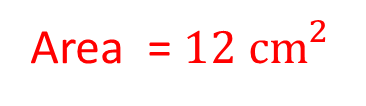 Area = 12 cm²